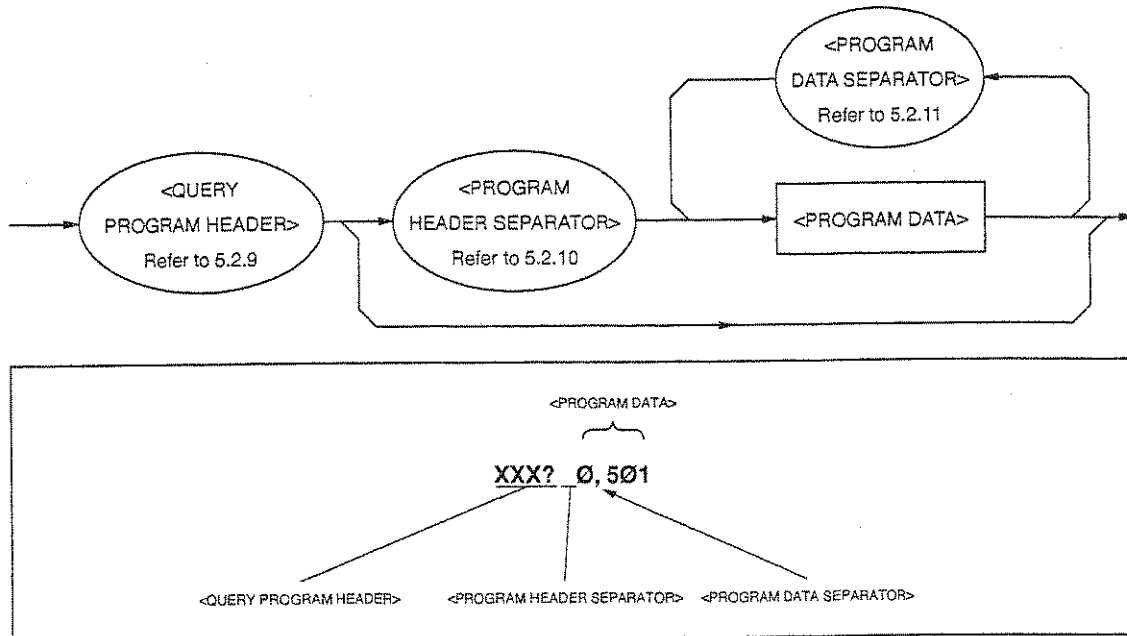 <PROGRAM
DATA SEPARATOR>
Refer to 5.2.11
<QUERY
PROGRAM HEADER>
Refer to 5.2.9
<PROGRAM
HEADER SEPARATOR>
Refer to 5.2.10
<PROGRAM DATA>
<PROGRAM DATA>
XXX? _Ø, 5Ø1
<QUERY PROGRAM HEADER>
<PROGRAM HEADER SEPARATOR>
<PROGRAM DATA SEPARATOR>